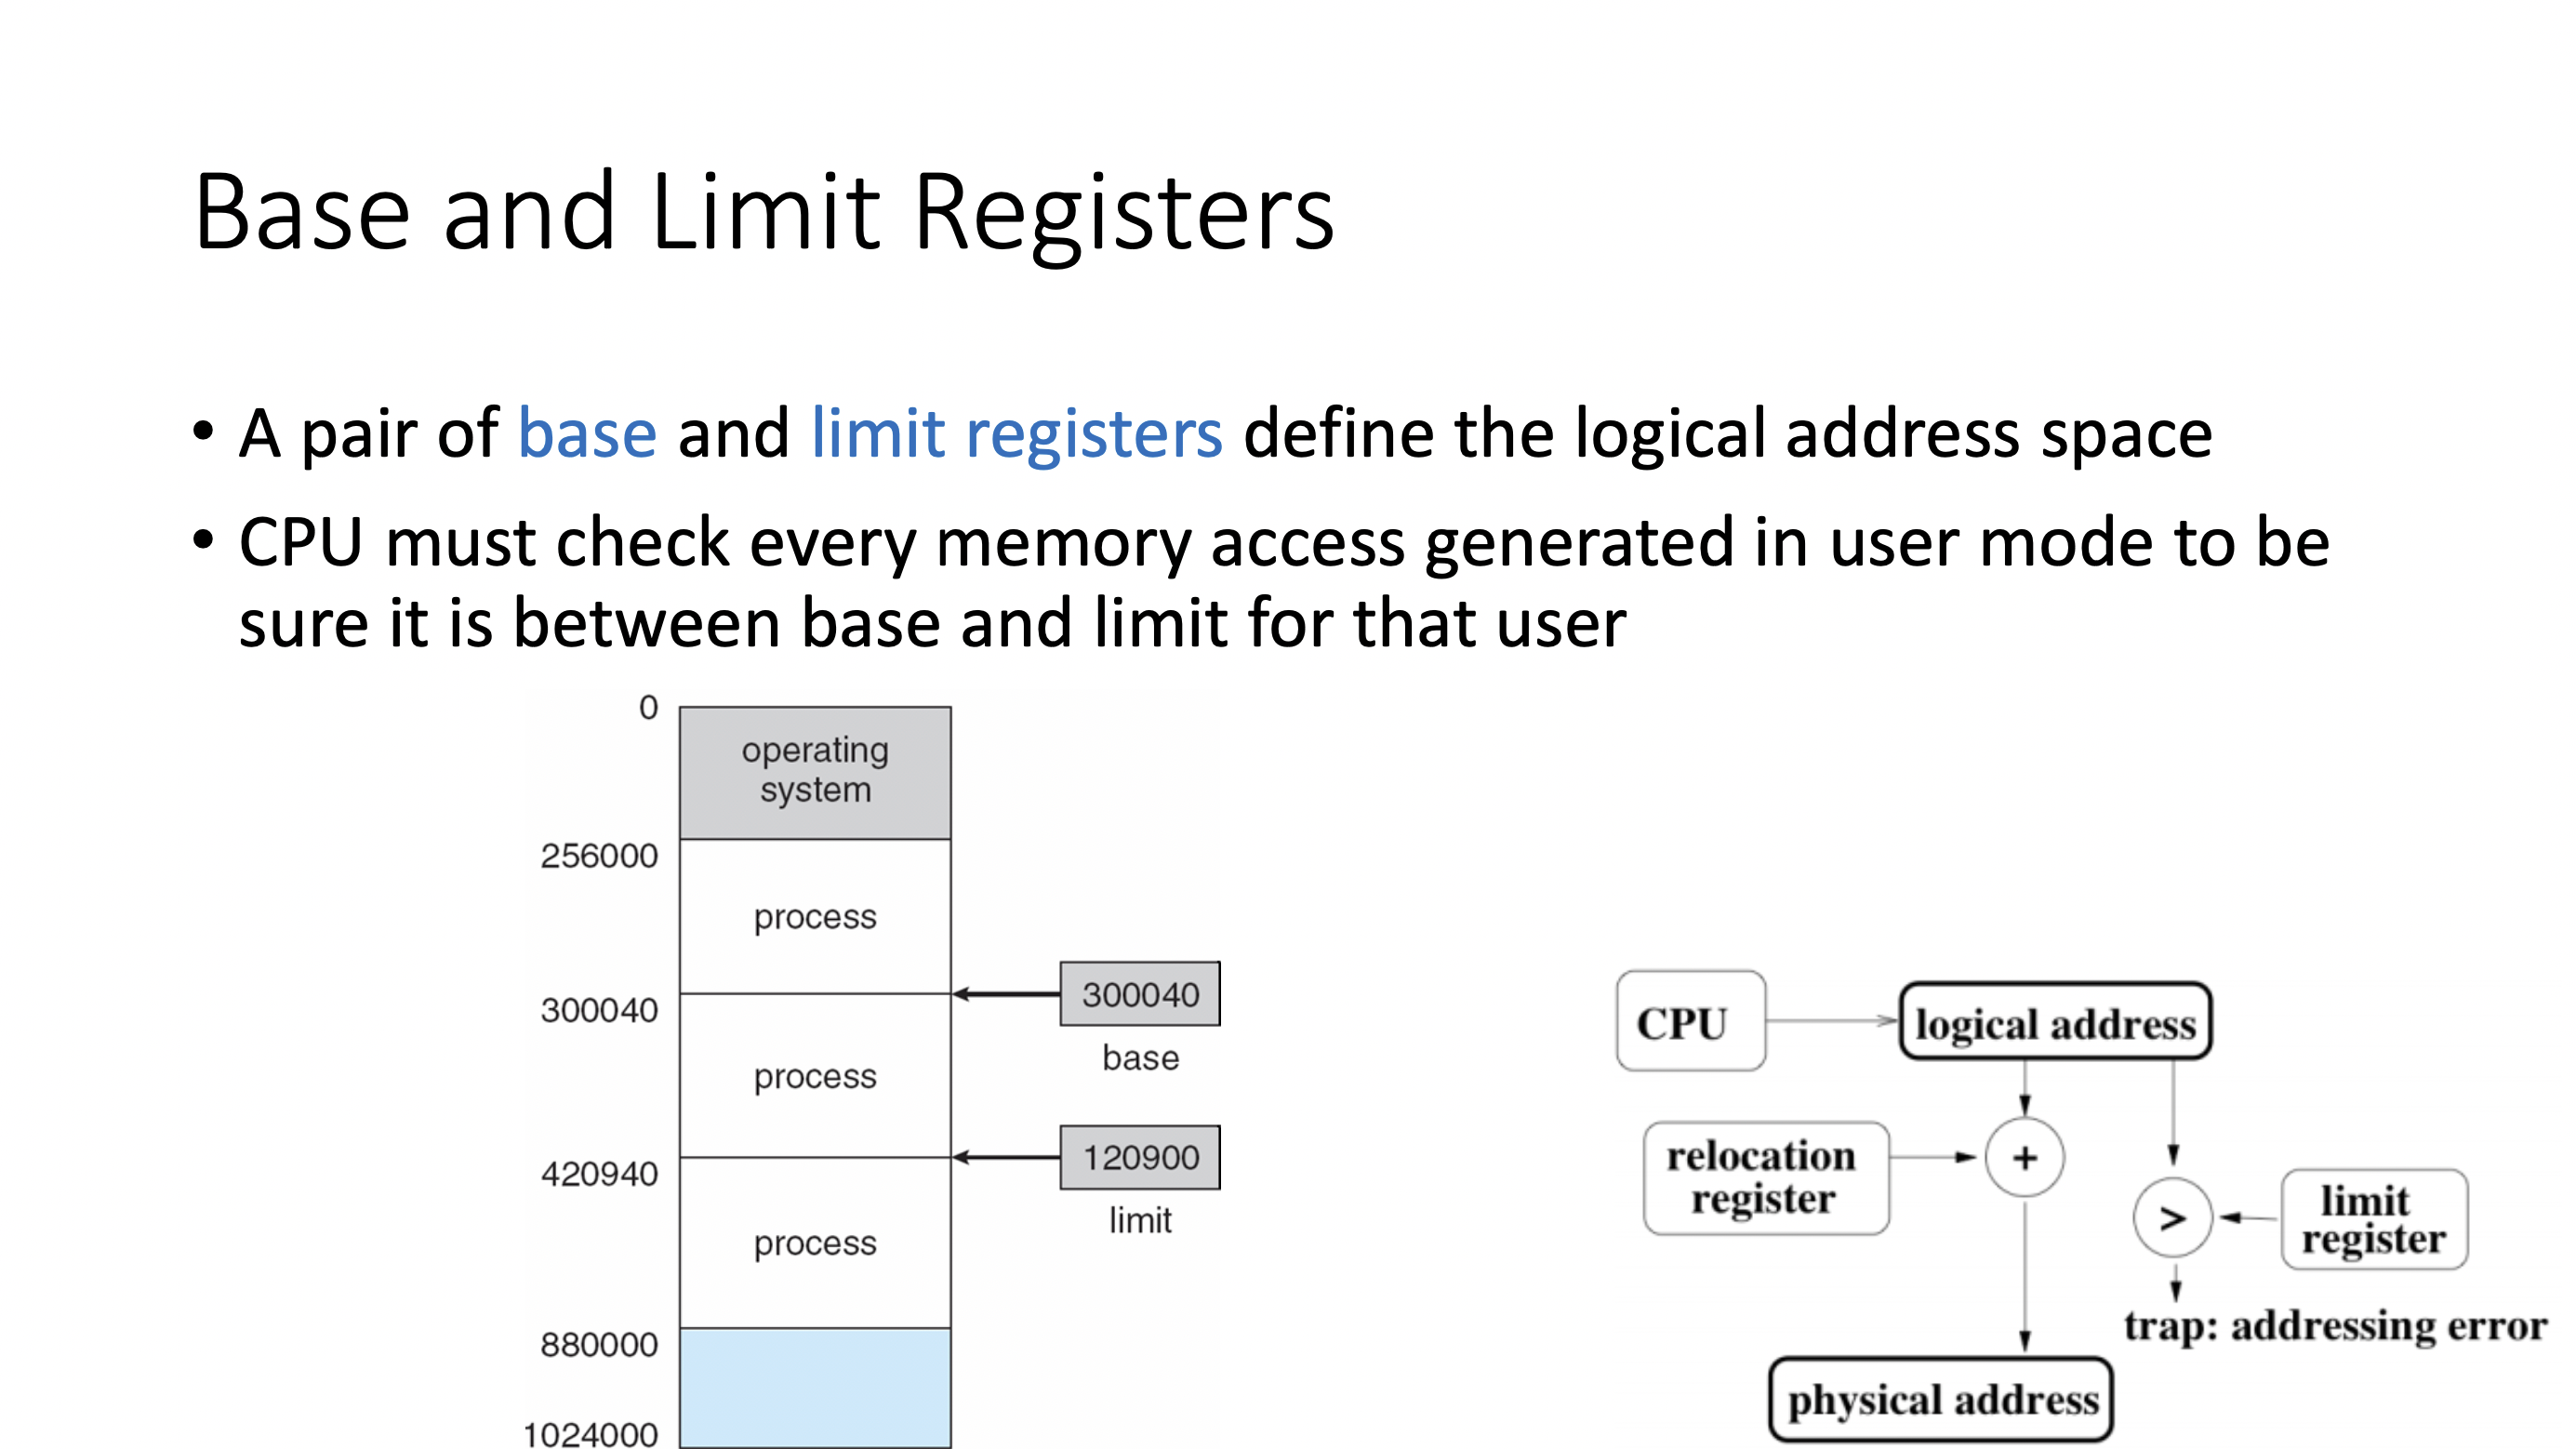 Base and Limit Registers
• A pair of base and limit registers define the logical address space
• CPU must check every memory access generated in user mode to be
sure it is between base and limit for that user
0
operating
system
256000
process
300040
300040
base
process
120900
420940
limit
process
880000
1024000
CPU
logical address
relocation
register
+
>
limit
register
trap: addressing error
physical address